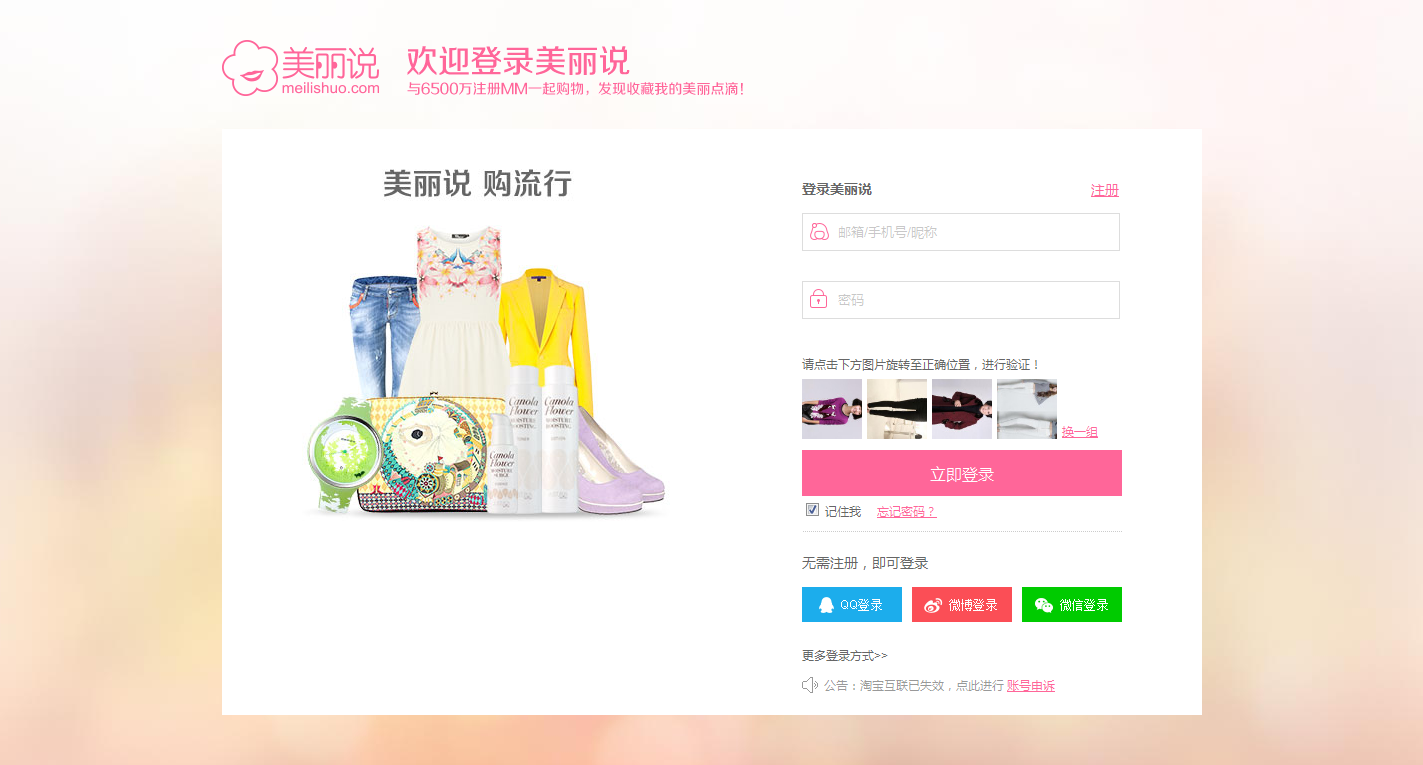 美丽说
meilishuo.com
欢迎登录美丽说
与6500万注册MM一起购物，发现收藏我的美丽点滴！
美丽说 购流行
Canola
Flower
MOISTURE
BOOSTING
Canola
Flower
MOISTURE
BOOSTING
Canola
Flower
MOISTURE
登录美丽说
注册
邮箱/手机号/昵称
密码
请点击下方图片旋转至正确位置，进行验证！
换一组
立即登录
记住我 忘记密码？
无需注册，即可登录
QQ登录 微博登录 微信登录
更多登录方式>>
公告：淘宝互联已失效，点此进行 账号申诉